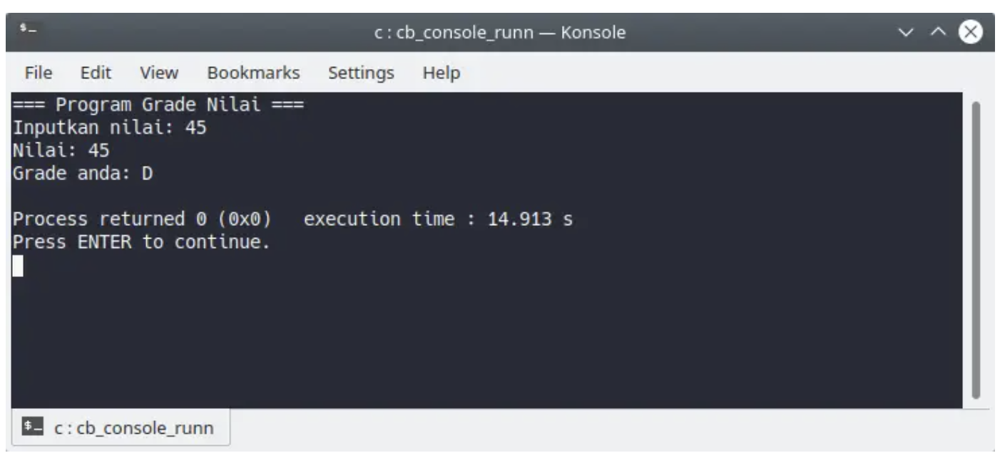 c : cb_console_runn — Konsole
File Edit View Bookmarks Settings Help
=== Program Grade Nilai ===
Inputkan nilai: 45
Nilai: 45
Grade anda: D
Process returned 0 (0x0)   execution time : 14.913 s
Press ENTER to continue.
c : cb_console_runn